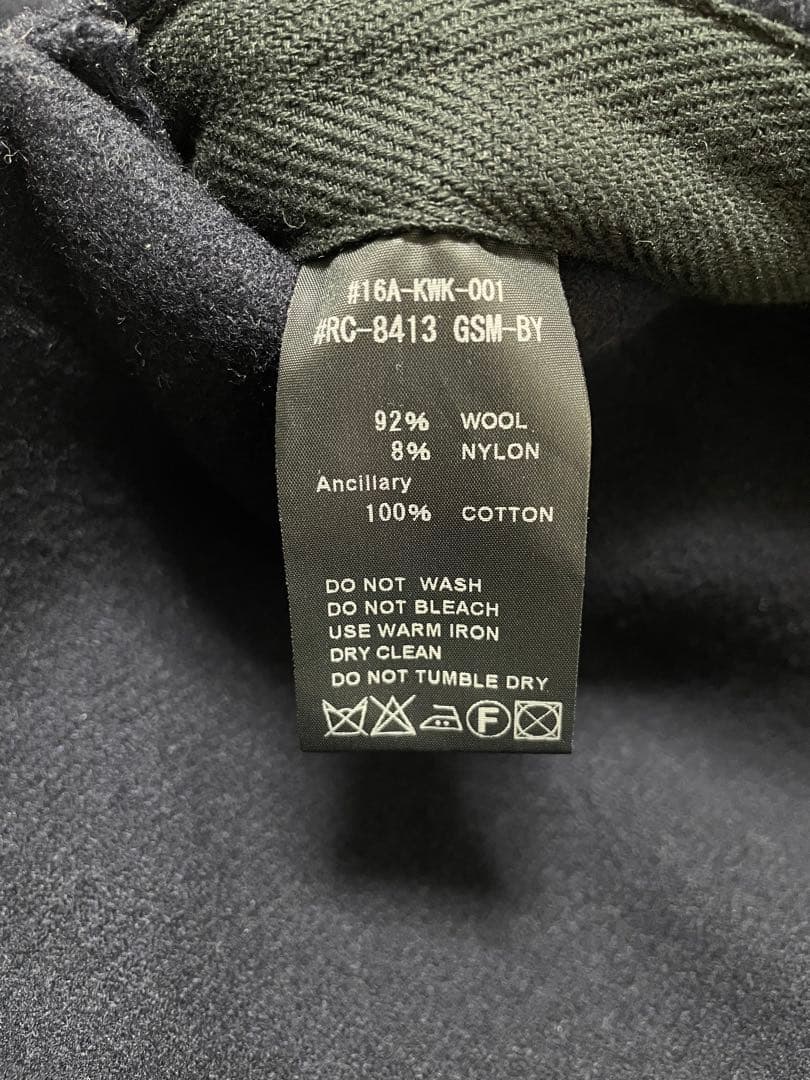 #16A-KWK-001
#RC-8413 GSM-BY
92% WOOL
8% NYLON
Ancillary
100% COTTON
DO NOT WASH
DO NOT BLEACH
USE WARM IRON
DRY CLEAN
DO NOT TUMBLE DRY
F